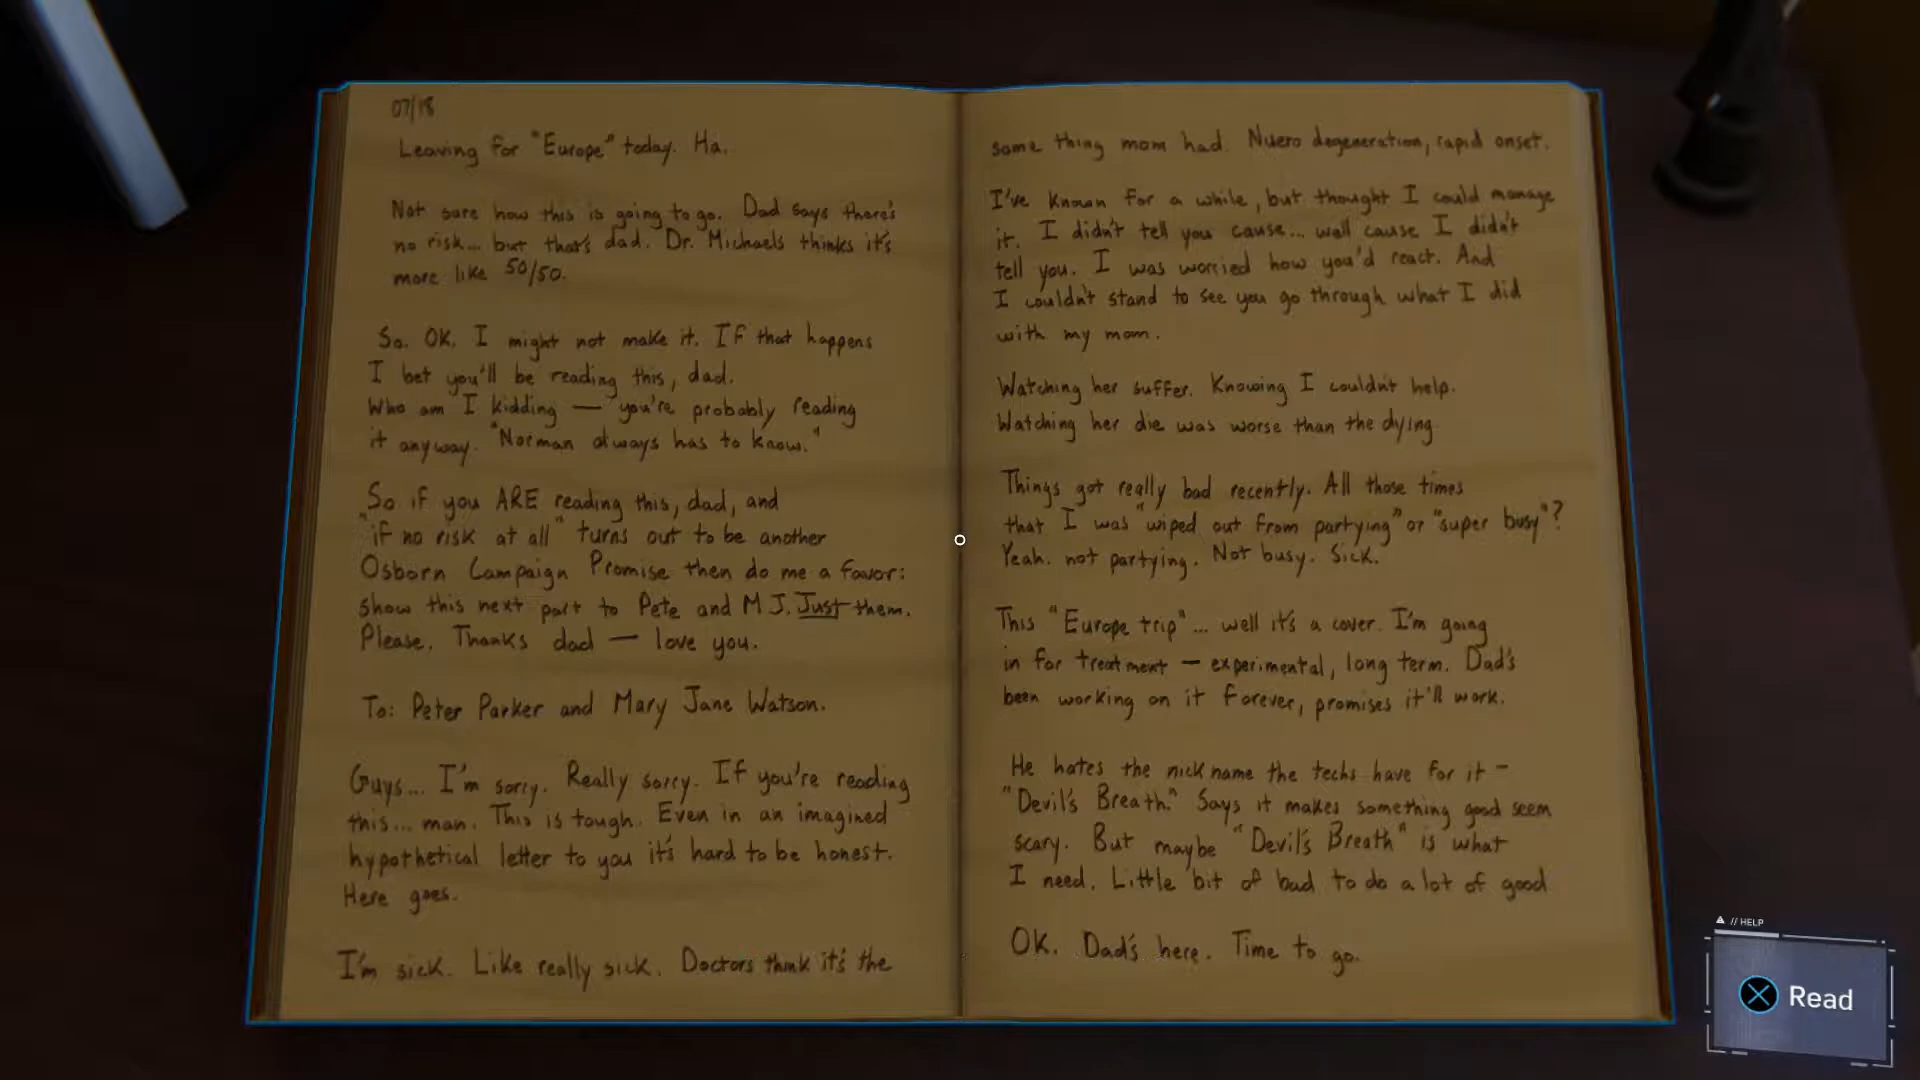 07/18
Leaving for "Europe" today. Ha.
Not sure how this is going to go. Dad says there's
no risk... but that's dad. Dr. Michaels thinks it's
more like 50/50.
So. OK. I might not make it. If that happens
I bet you'll be reading this, dad.
Who am I kidding — you're probably reading
it anyway. "Norman always has to know."
So if you ARE reading this, dad, and
"if no risk at all" turns out to be another
Osborn Campaign Promise then do me a favor:
show this next part to Pete and MJ. Just them.
Please. Thanks dad — love you.
To: Peter Parker and Mary Jane Watson.
Guys... I'm sorry. Really sorry. If you're reading
this... man. This is tough. Even in an imagined
hypothetical letter to you it's hard to be honest.
Here goes.
I'm sick. Like really sick. Doctors think it's the
same thing mom had. Nuero degeneration, rapid onset.
I've known for a while, but thought I could manage
it. I didn't tell you cause... well cause I didn't
tell you. I was worried how you'd react. And
I couldn't stand to see you go through what I did
with my mom.
Watching her suffer. Knowing I couldn't help.
Watching her die was worse than the dying
Things got really bad recently. All those times
that I was "wiped out from partying" or "super busy"?
Yeah. not partying. Not busy. Sick.
This "Europe trip"... well it's a cover. I'm going
in for treatment — experimental, long term. Dad's
been working on it forever, promises it'll work.
He hates the nickname the techs have for it -
"Devil's Breath." Says it makes something good seem
scary. But maybe "Devil's Breath" is what
I need. Little bit of bad to do a lot of good
OK. Dad's here. Time to go.
// HELP
Read